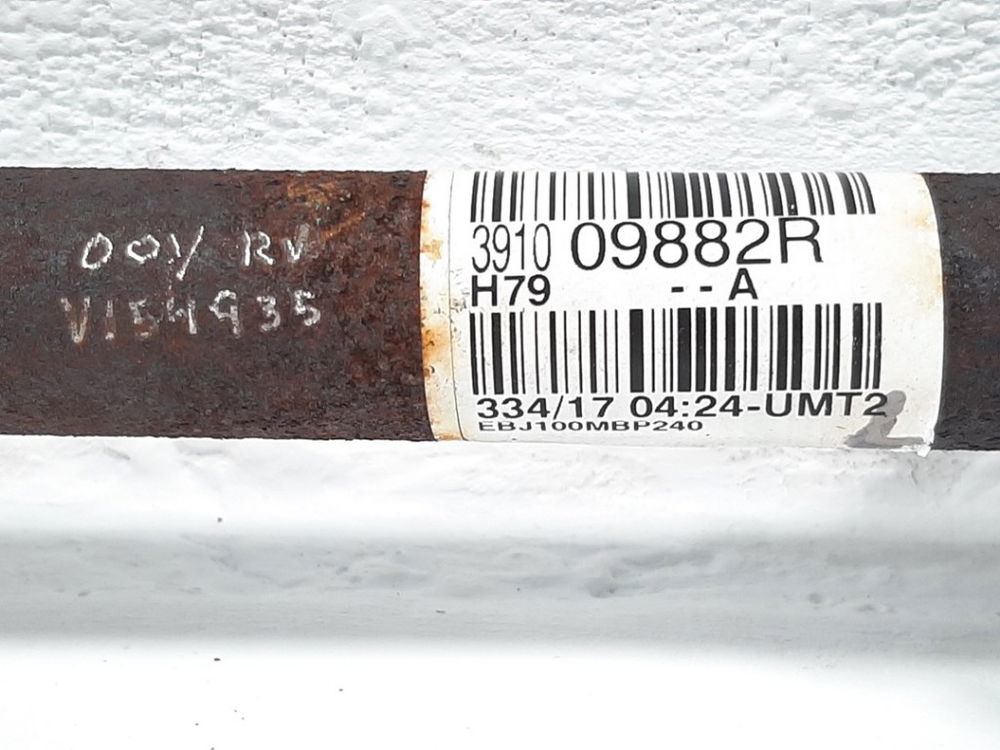 00Y RV
V154935
3910 09882R
H79 -- A
334/17 04:24-UMT2
EBJ100MBP240